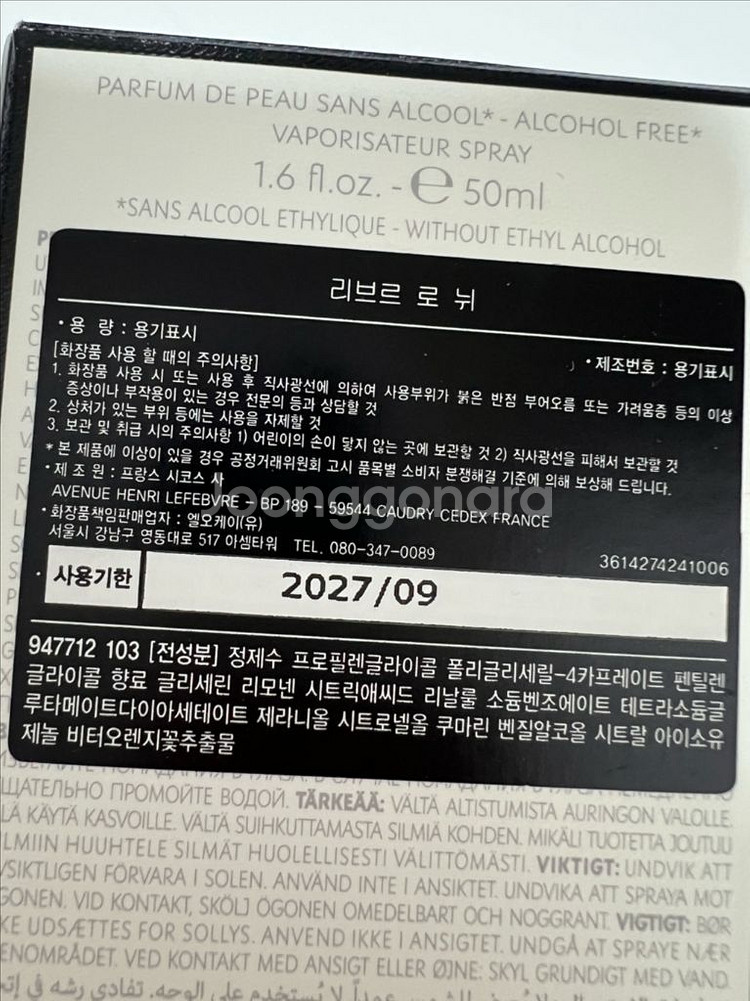 PARFUM DE PEAU SANS ALCOOL* - ALCOHOL FREE*
VAPORISATEUR SPRAY
1.6 fl.oz. - ℮ 50ml
*SANS ALCOOL ETHYLIQUE - WITHOUT ETHYL ALCOHOL
리브르 로 뉘
• 용 량 : 용기표시
• 제조번호 : 용기표시
[화장품 사용 할 때의 주의사항]
1. 화장품 사용 시 또는 사용 후 직사광선에 의하여 사용부위가 붉은 반점 부어오름 또는 가려움증 등의 이상
증상이나 부작용이 있는 경우 전문의 등과 상담할 것
2. 상처가 있는 부위 등에는 사용을 자제할 것
3. 보관 및 취급 시의 주의사항 1) 어린이의 손이 닿지 않는 곳에 보관할 것 2) 직사광선을 피해서 보관할 것
* 본 제품에 이상이 있을 경우 공정거래위원회 고시 품목별 소비자 분쟁해결 기준에 의해 보상해 드립니다.
• 제 조 원 : 프랑스 시코스 사
AVENUE HENRI LEFEBVRE – BP 189 – 59544 CAUDRY CEDEX FRANCE
Joonggonara
• 화장품책임판매업자 : 엘오케이(유)
서울시 강남구 영동대로 517 아셈타워 TEL. 080-347-0089
3614274241006
• 사용기한 2027/09
947712 103 [전성분] 정제수 프로필렌글라이콜 폴리글리세릴-4카프레이트 펜틸렌
글라이콜 향료 글리세린 리모넨 시트릭애씨드 리날룰 소듐벤조에이트 테트라소듐글
루타메이트다이아세테이트 제라니올 시트로넬올 쿠마린 벤질알코올 시트랄 아이소유
제놀 비터오렌지꽃추출물
ЩАТЕЛЬНО ПРОМОЙТЕ ВОДОЙ. TÄRKEÄÄ: VÄLTÄ ALTISTUMISTA AURINGON VALOLLE.
LÄ KÄYTÄ KASVOILLE. VÄLTÄ SUIHKUTTAMASTA SILMIÄ KOHDEN. MIKÄLI TUOTETTA JOUTUU
LMIIN HUUHTELE SILMÄT HUOLELLISESTI VÄLITTÖMÄSTI. VIKTIGT: UNDVIK ATT
/SIKTLIGEN FÖRVARA I SOLEN. ANVÄND INTE I ANSIKTET. UNDVIKA ATT SPRAYA MOT
GONEN. VID KONTAKT, SKÖLJ ÖGONEN OMEDELBART OCH NOGGRANT. VIGTIGT: BØR
KE UDSÆTTES FOR SOLLYS. ANVEND IKKE I ANSIGTET. UNDGÅ AT SPRAYE NÆR
ENOMRÅDET. VED KONTAKT MED ANSIGT ELLER ØJNE: SKYL GRUNDIGT MED VAND.